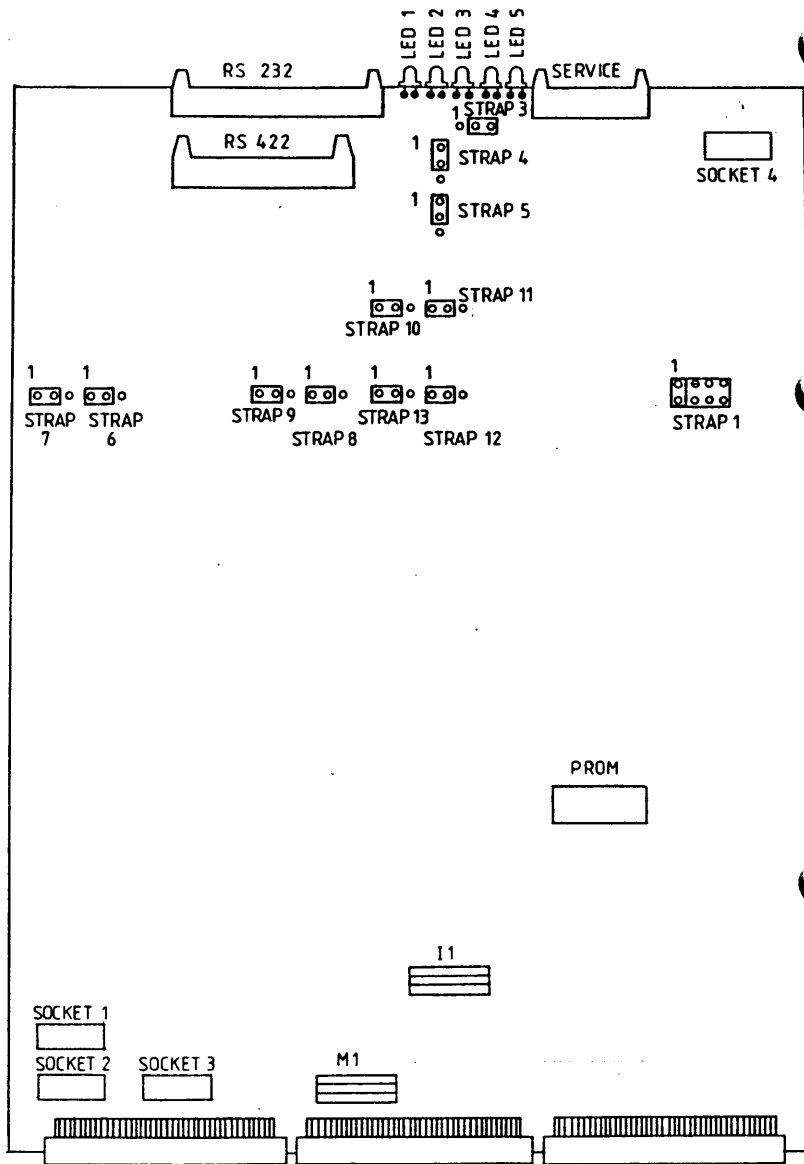 LED 1
LED 2
LED 3
LED 4
LED 5
RS 232
SERVICE
STRAP 3
1
RS 422
1
STRAP 4
SOCKET 4
1
STRAP 5
1
1
STRAP 11
STRAP 10
1
1
1
1
1
1
1
STRAP
7
STRAP
6
STRAP 9
STRAP 8
STRAP 13
STRAP 12
STRAP 1
PROM
I1
SOCKET 1
SOCKET 2
SOCKET 3
M1